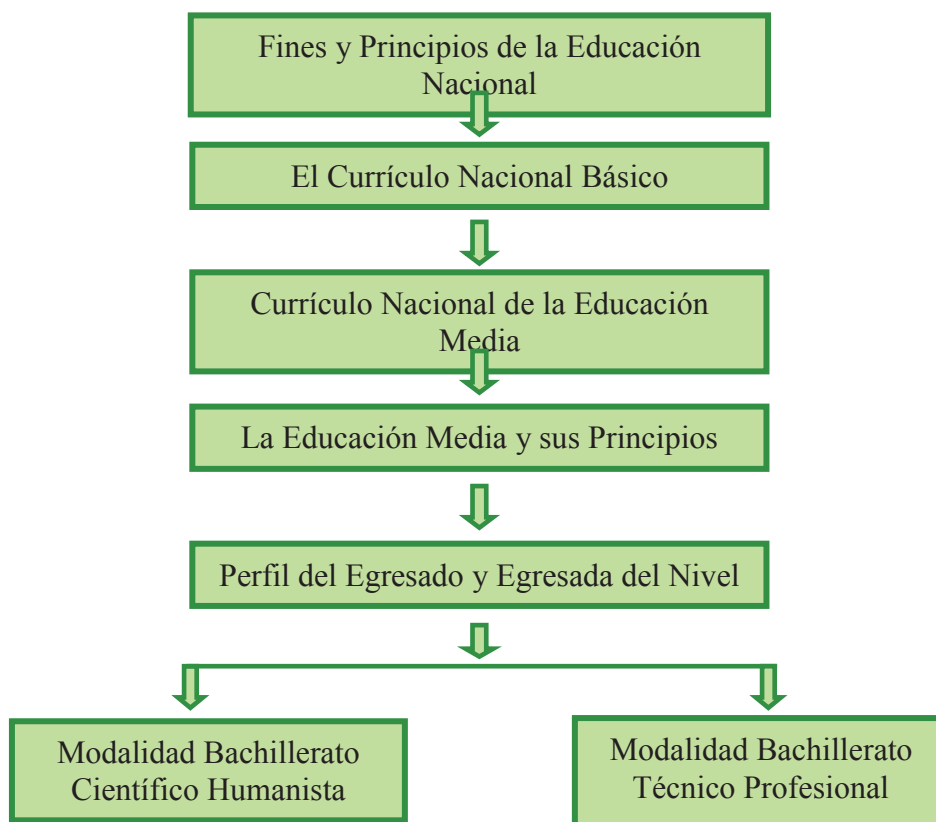 Fines y Principios de la Educación
Nacional
El Currículo Nacional Básico
Currículo Nacional de la Educación
Media
La Educación Media y sus Principios
Perfil del Egresado y Egresada del Nivel
Modalidad Bachillerato
Científico Humanista
Modalidad Bachillerato
Técnico Profesional